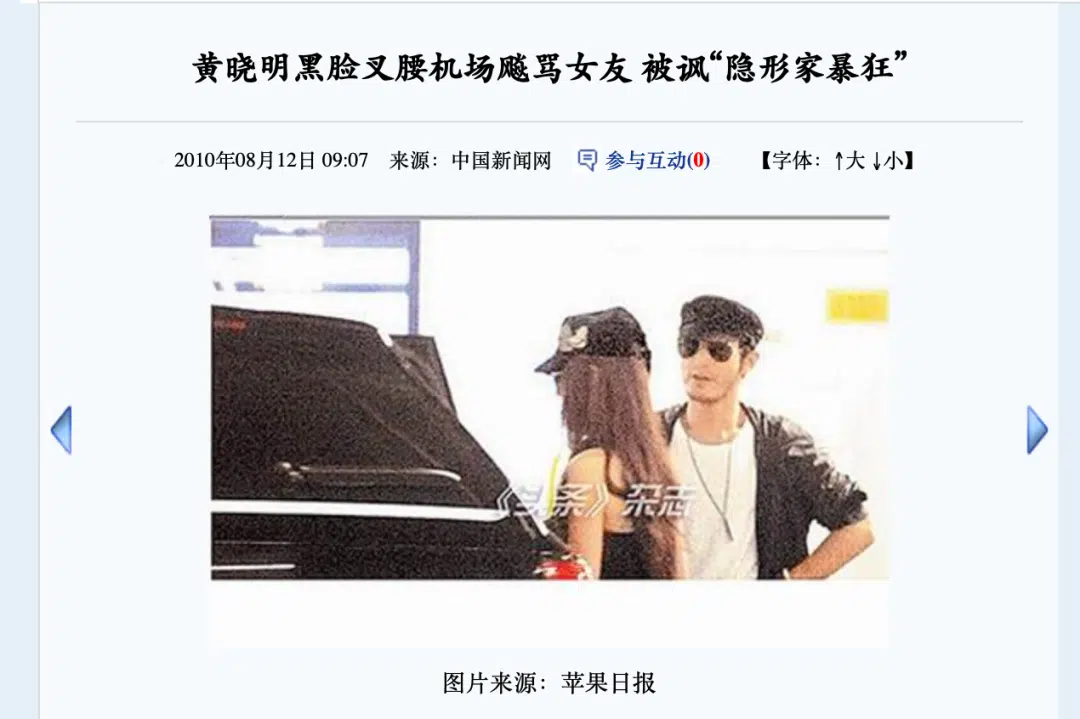 黄晓明黑脸叉腰机场飚骂女友 被讽“隐形家暴狂”
2010年08月12日 09:07 来源：中国新闻网 参与互动(0) 【字体：↑大 ↓小】
《头条》杂志
图片来源：苹果日报